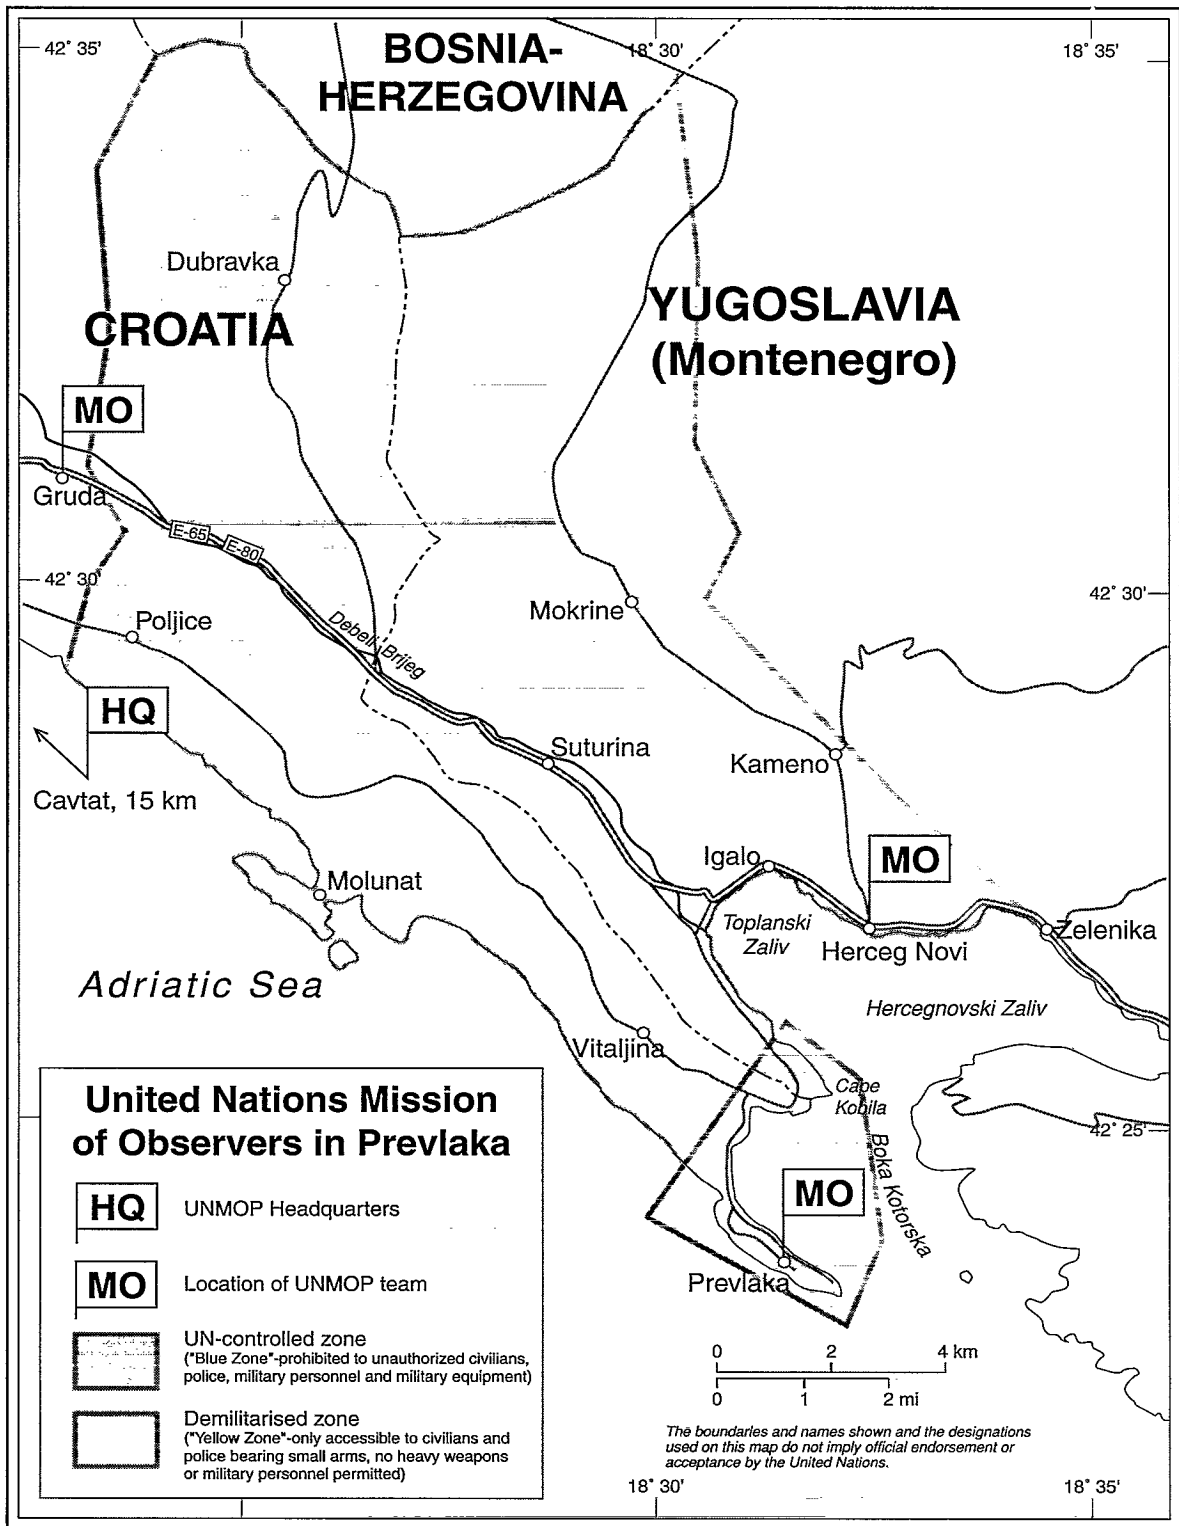 42° 35'
BOSNIA-
HERZEGOVINA
18° 30'
18° 35'
Dubravka
CROATIA
YUGOSLAVIA
(Montenegro)
MO
Gruda
E-65
E-80
42° 30'
42° 30'
Mokrine
Poljice
Debeli Brijeg
HQ
Suturina
Kameno
Cavtat, 15 km
Igalo
MO
Molunat
Toplanski
Zaliv
Herceg Novi
Zelenika
Adriatic Sea
Hercegnovski Zaliv
Vitaljina
Cape
Kobila
42° 25'
Boka Kotorska
MO
Prevlaka
United Nations Mission
of Observers in Prevlaka
HQ
UNMOP Headquarters
MO
Location of UNMOP team
UN-controlled zone
("Blue Zone"-prohibited to unauthorized civilians,
police, military personnel and military equipment)
Demilitarised zone
("Yellow Zone"-only accessible to civilians and
police bearing small arms, no heavy weapons
or military personnel permitted)
0 2 4 km
0 1 2 mi
The boundaries and names shown and the designations
used on this map do not imply official endorsement or
acceptance by the United Nations.
18° 30'
18° 35'